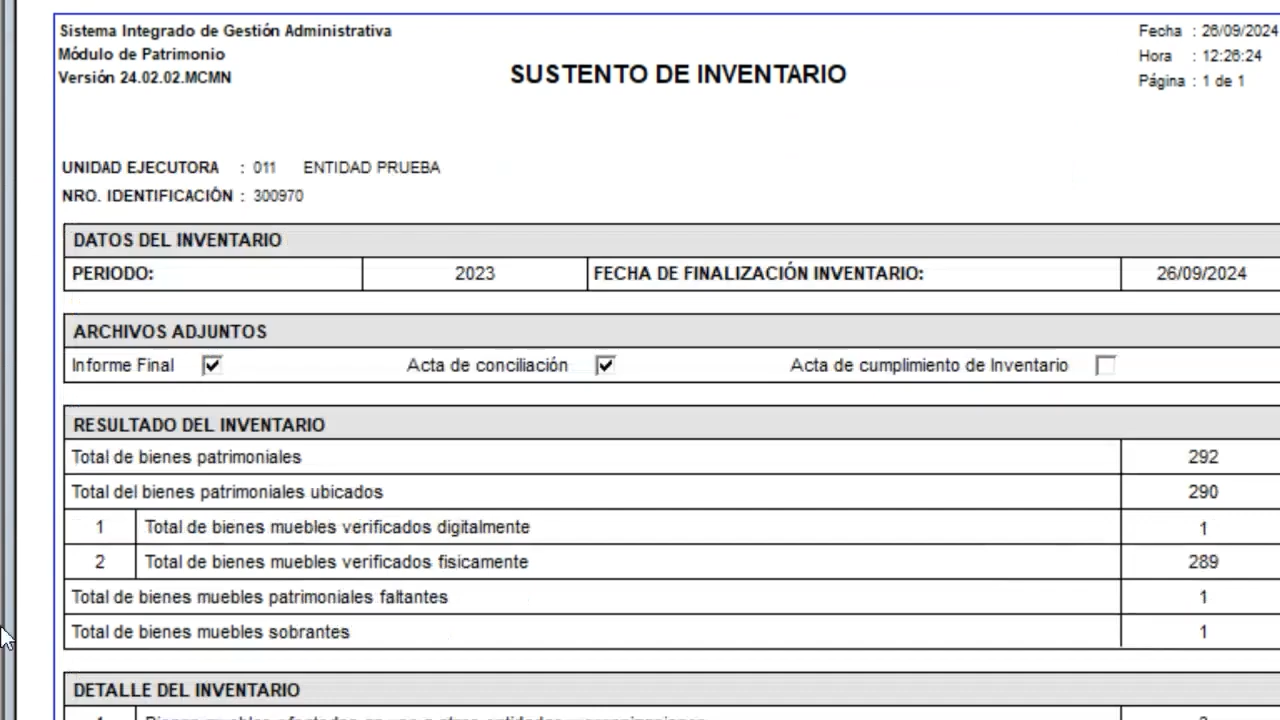 Sistema Integrado de Gestión Administrativa
Módulo de Patrimonio
Versión 24.02.02.MCMN
SUSTENTO DE INVENTARIO
Fecha : 26/09/2024
Hora : 12:26:24
Página : 1 de 1
UNIDAD EJECUTORA : 011 ENTIDAD PRUEBA
NRO. IDENTIFICACIÓN : 300970
DATOS DEL INVENTARIO
PERIODO: 2023 FECHA DE FINALIZACIÓN INVENTARIO: 26/09/2024
ARCHIVOS ADJUNTOS
Informe Final Acta de conciliación Acta de cumplimiento de Inventario
RESULTADO DEL INVENTARIO
Total de bienes patrimoniales 292
Total del bienes patrimoniales ubicados 290
1 Total de bienes muebles verificados digitalmente 1
2 Total de bienes muebles verificados fisicamente 289
Total de bienes muebles patrimoniales faltantes 1
Total de bienes muebles sobrantes 1
DETALLE DEL INVENTARIO